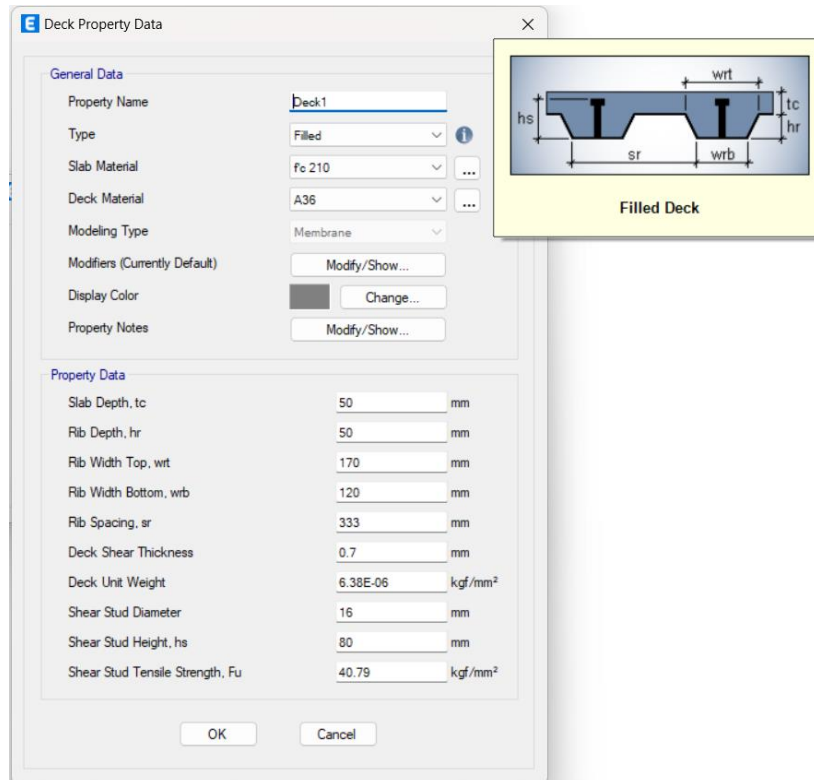 E Deck Property Data
General Data
Property Name Deck1
Type Filled
Slab Material f'c 210 ...
Deck Material A36 ...
Modeling Type Membrane
Modifiers (Currently Default) Modify/Show...
Display Color Change...
Property Notes Modify/Show...
Property Data
Slab Depth, tc 50 mm
Rib Depth, hr 50 mm
Rib Width Top, wrt 170 mm
Rib Width Bottom, wrb 120 mm
Rib Spacing, sr 333 mm
Deck Shear Thickness 0.7 mm
Deck Unit Weight 6.38E-06 kgf/mm²
Shear Stud Diameter 16 mm
Shear Stud Height, hs 80 mm
Shear Stud Tensile Strength, Fu 40.79 kgf/mm²
OK Cancel
wrt
hs tc
hr
sr wrb
Filled Deck